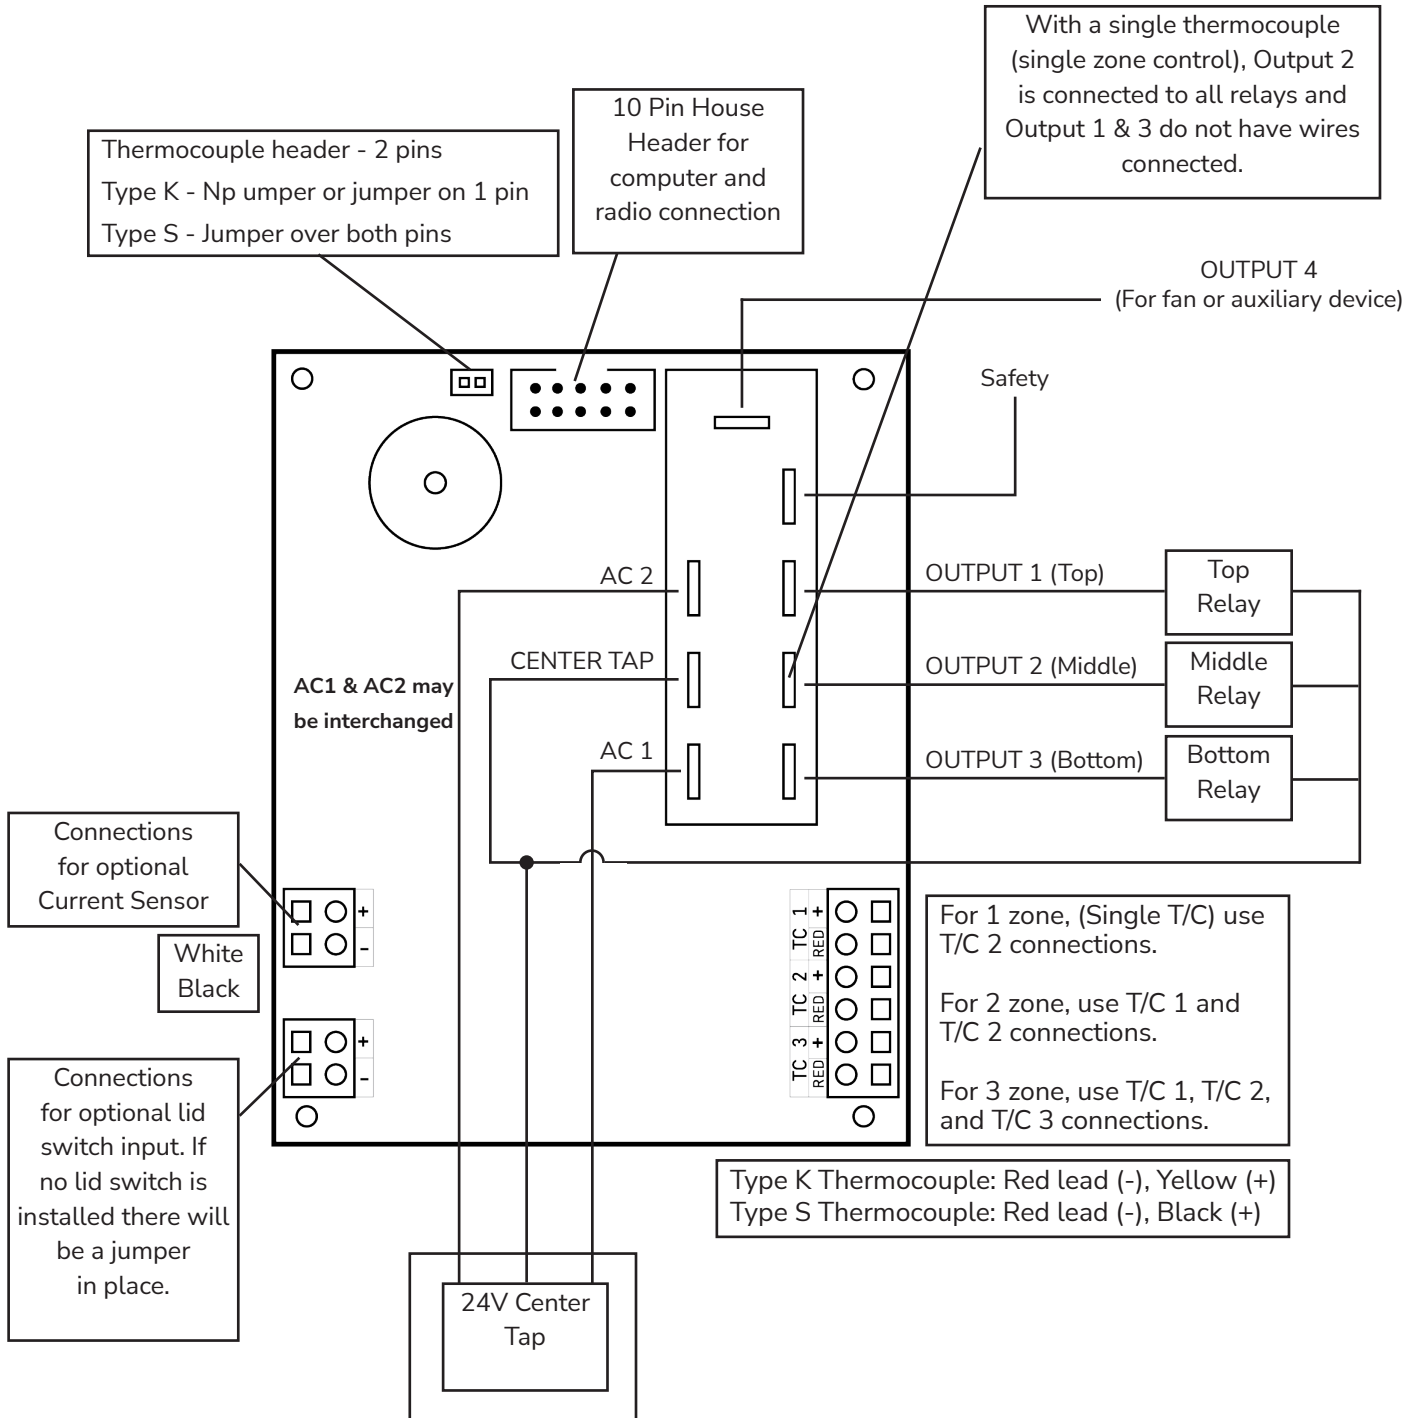 With a single thermocouple
(single zone control), Output 2
is connected to all relays and
Output 1 & 3 do not have wires
connected.
10 Pin House
Header for
computer and
radio connection
Thermocouple header - 2 pins
Type K - Np umper or jumper on 1 pin
Type S - Jumper over both pins
OUTPUT 4
(For fan or auxiliary device)
Safety
AC 2
OUTPUT 1 (Top)
Top
Relay
CENTER TAP
OUTPUT 2 (Middle)
Middle
Relay
AC1 & AC2 may
be interchanged
AC 1
OUTPUT 3 (Bottom)
Bottom
Relay
Connections
for optional
Current Sensor
White
Black
+
-
+
-
Connections
for optional lid
switch input. If
no lid switch is
installed there will
be a jumper
in place.
TC 1
+
RED
TC 2
+
RED
TC 3
+
RED
For 1 zone, (Single T/C) use
T/C 2 connections.
For 2 zone, use T/C 1 and
T/C 2 connections.
For 3 zone, use T/C 1, T/C 2,
and T/C 3 connections.
Type K Thermocouple: Red lead (-), Yellow (+)
Type S Thermocouple: Red lead (-), Black (+)
24V Center
Tap